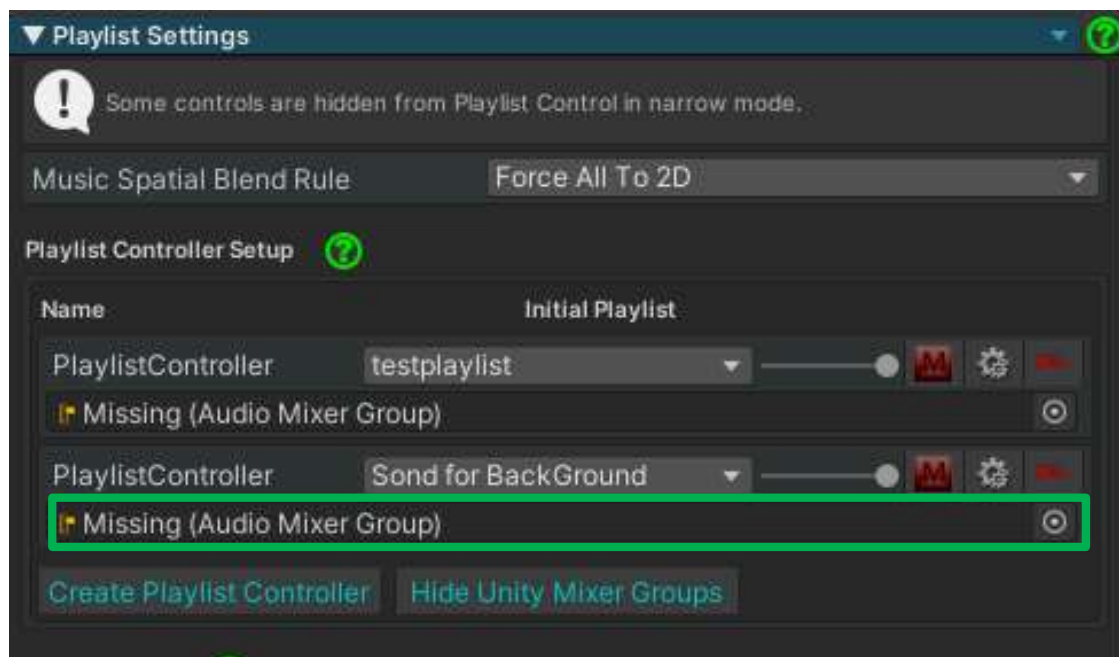 ▼ Playlist Settings
Some controls are hidden from Playlist Control in narrow mode.
Music Spatial Blend Rule Force All To 2D
Playlist Controller Setup ?
Name Initial Playlist
PlaylistController testplaylist M
Missing (Audio Mixer Group)
PlaylistController Sond for BackGround M
Missing (Audio Mixer Group)
Create Playlist Controller Hide Unity Mixer Groups